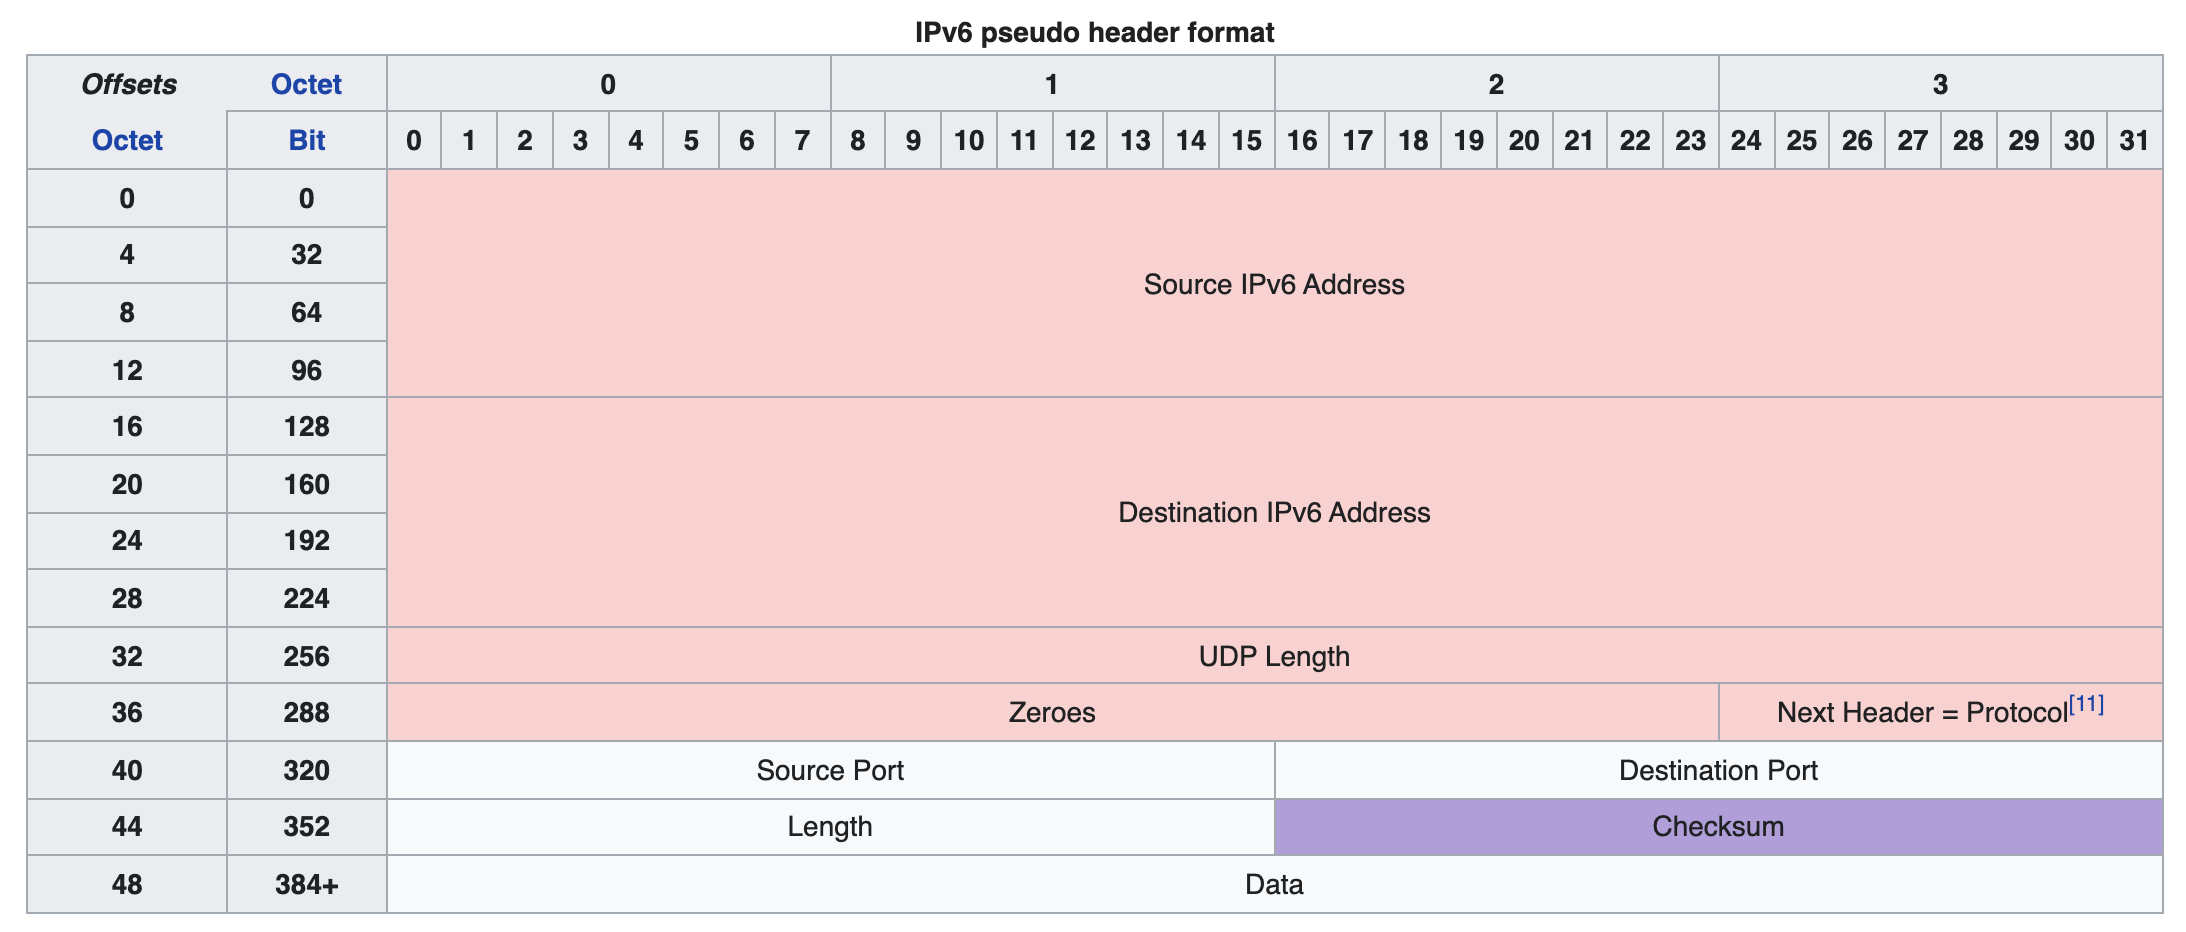 IPv6 pseudo header format
Offsets Octet 0 1 2 3
Octet Bit 0 1 2 3 4 5 6 7 8 9 10 11 12 13 14 15 16 17 18 19 20 21 22 23 24 25 26 27 28 29 30 31
0 0
4 32
Source IPv6 Address
8 64
12 96
16 128
20 160
Destination IPv6 Address
24 192
28 224
32 256 UDP Length
36 288 Zeroes Next Header = Protocol[11]
40 320 Source Port Destination Port
44 352 Length Checksum
48 384+ Data